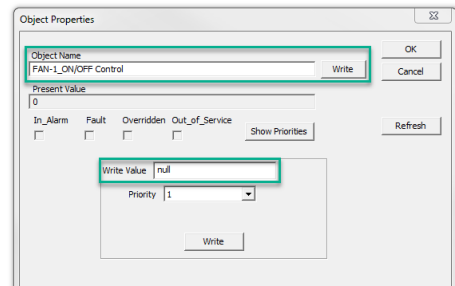 Object Properties
OK
Object Name
FAN-1_ON/OFF Control
Write
Cancel
Present Value
0
In_Alarm Fault Overridden Out_of_Service
Show Priorities
Refresh
Write Value null
Priority 1
Write